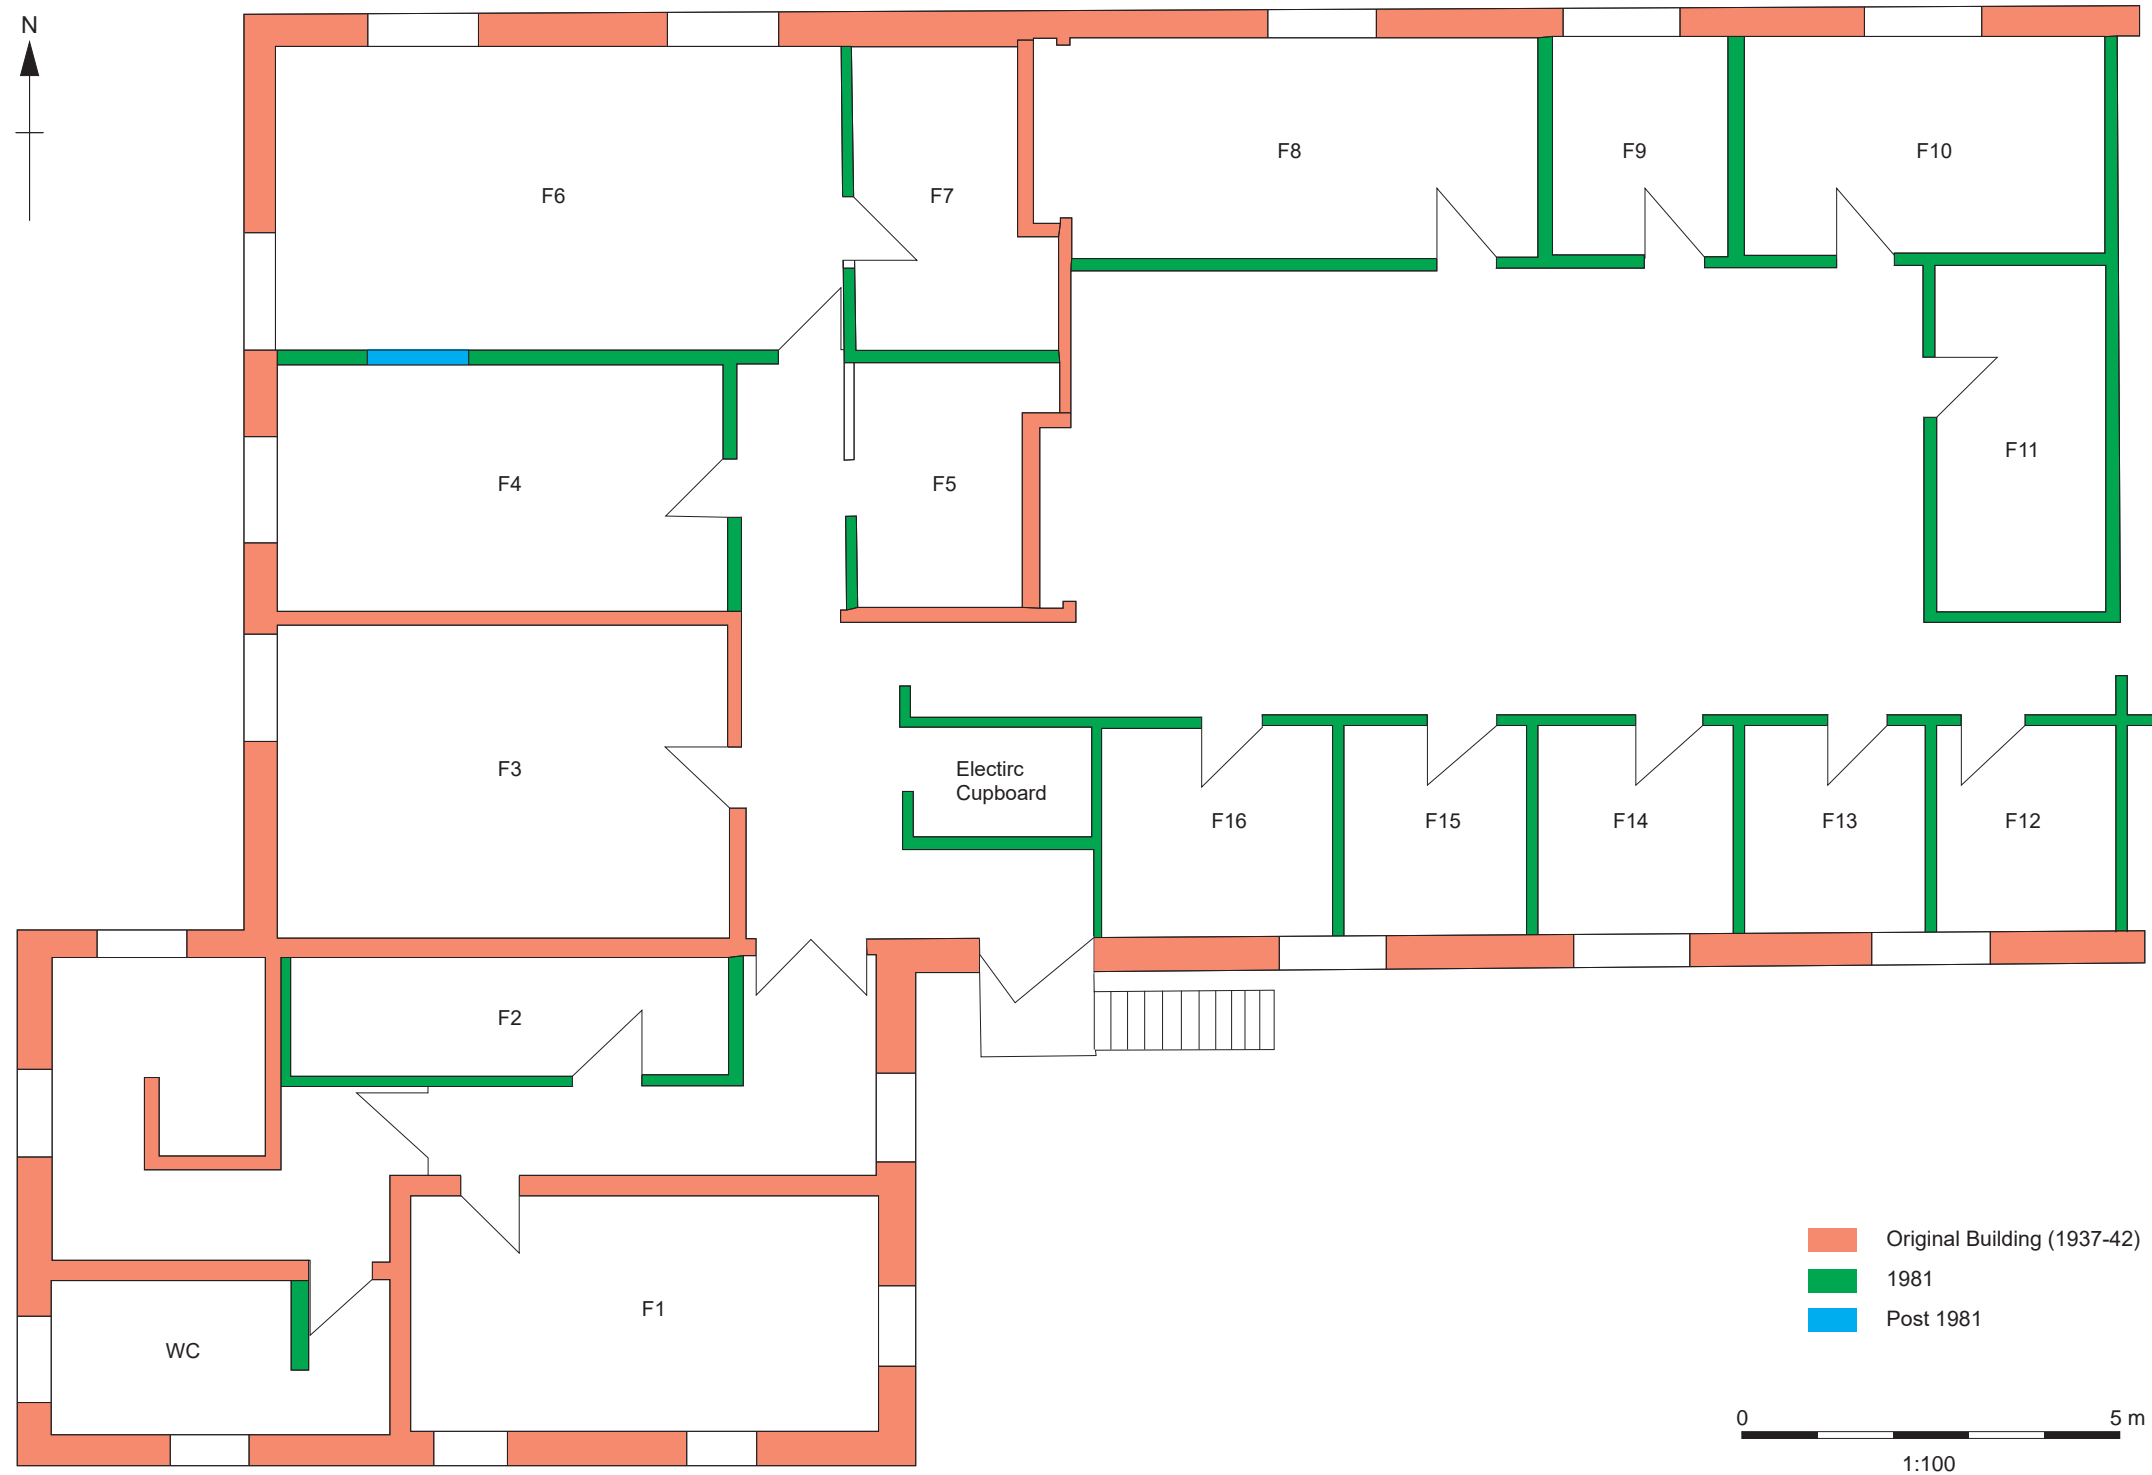 N
F6
F7
F8
F9
F10
F4
F5
F11
F3
Electirc
Cupboard
F16
F15
F14
F13
F12
F2
F1
WC
Original Building (1937-42)
1981
Post 1981
0 5 m
1:100